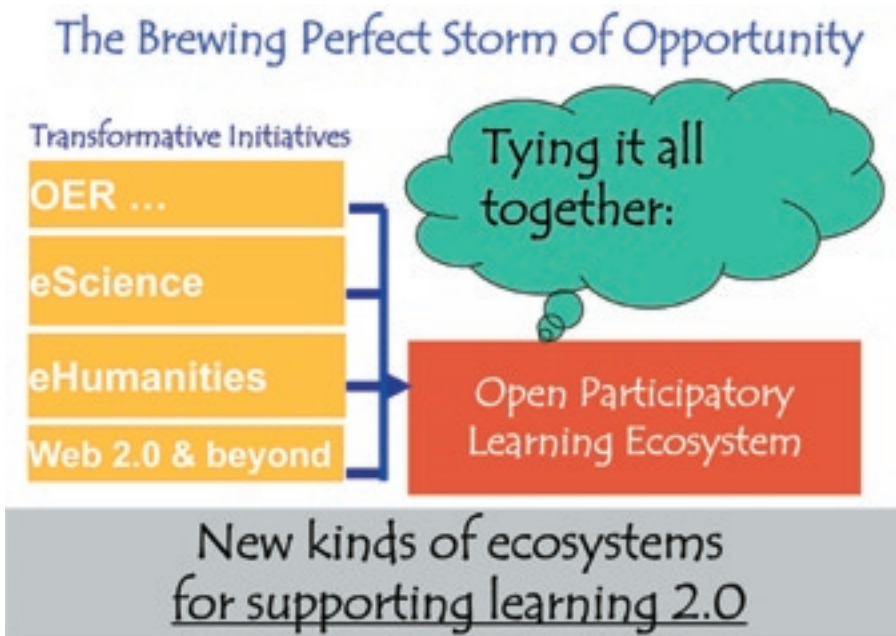 The Brewing Perfect Storm of Opportunity
Transformative Initiatives
OER ...
eScience
eHumanities
Web 2.0 & beyond
Tying it all
together:
Open Participatory
Learning Ecosystem
New kinds of ecosystems
for supporting learning 2.0